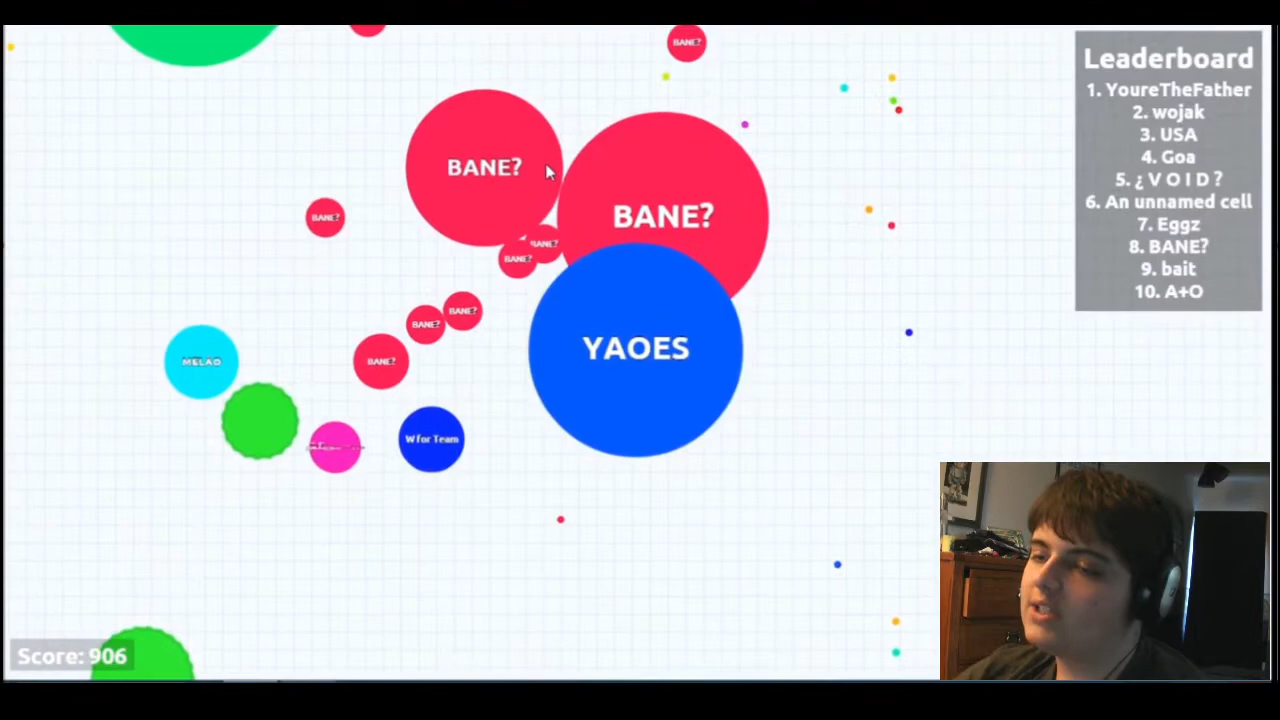 BANE?
BANE?
BANE?
BANE?
BANE?
BANE?
YAOES
BANE?
BANE?
MELAO
BANE?
W for Team
Leaderboard
1. YoureTheFather
2. wojak
3. USA
4. Goa
5. ¿ V O I D ?
6. An unnamed cell
7. Eggz
8. BANE?
9. bait
10. A+O
Score: 906